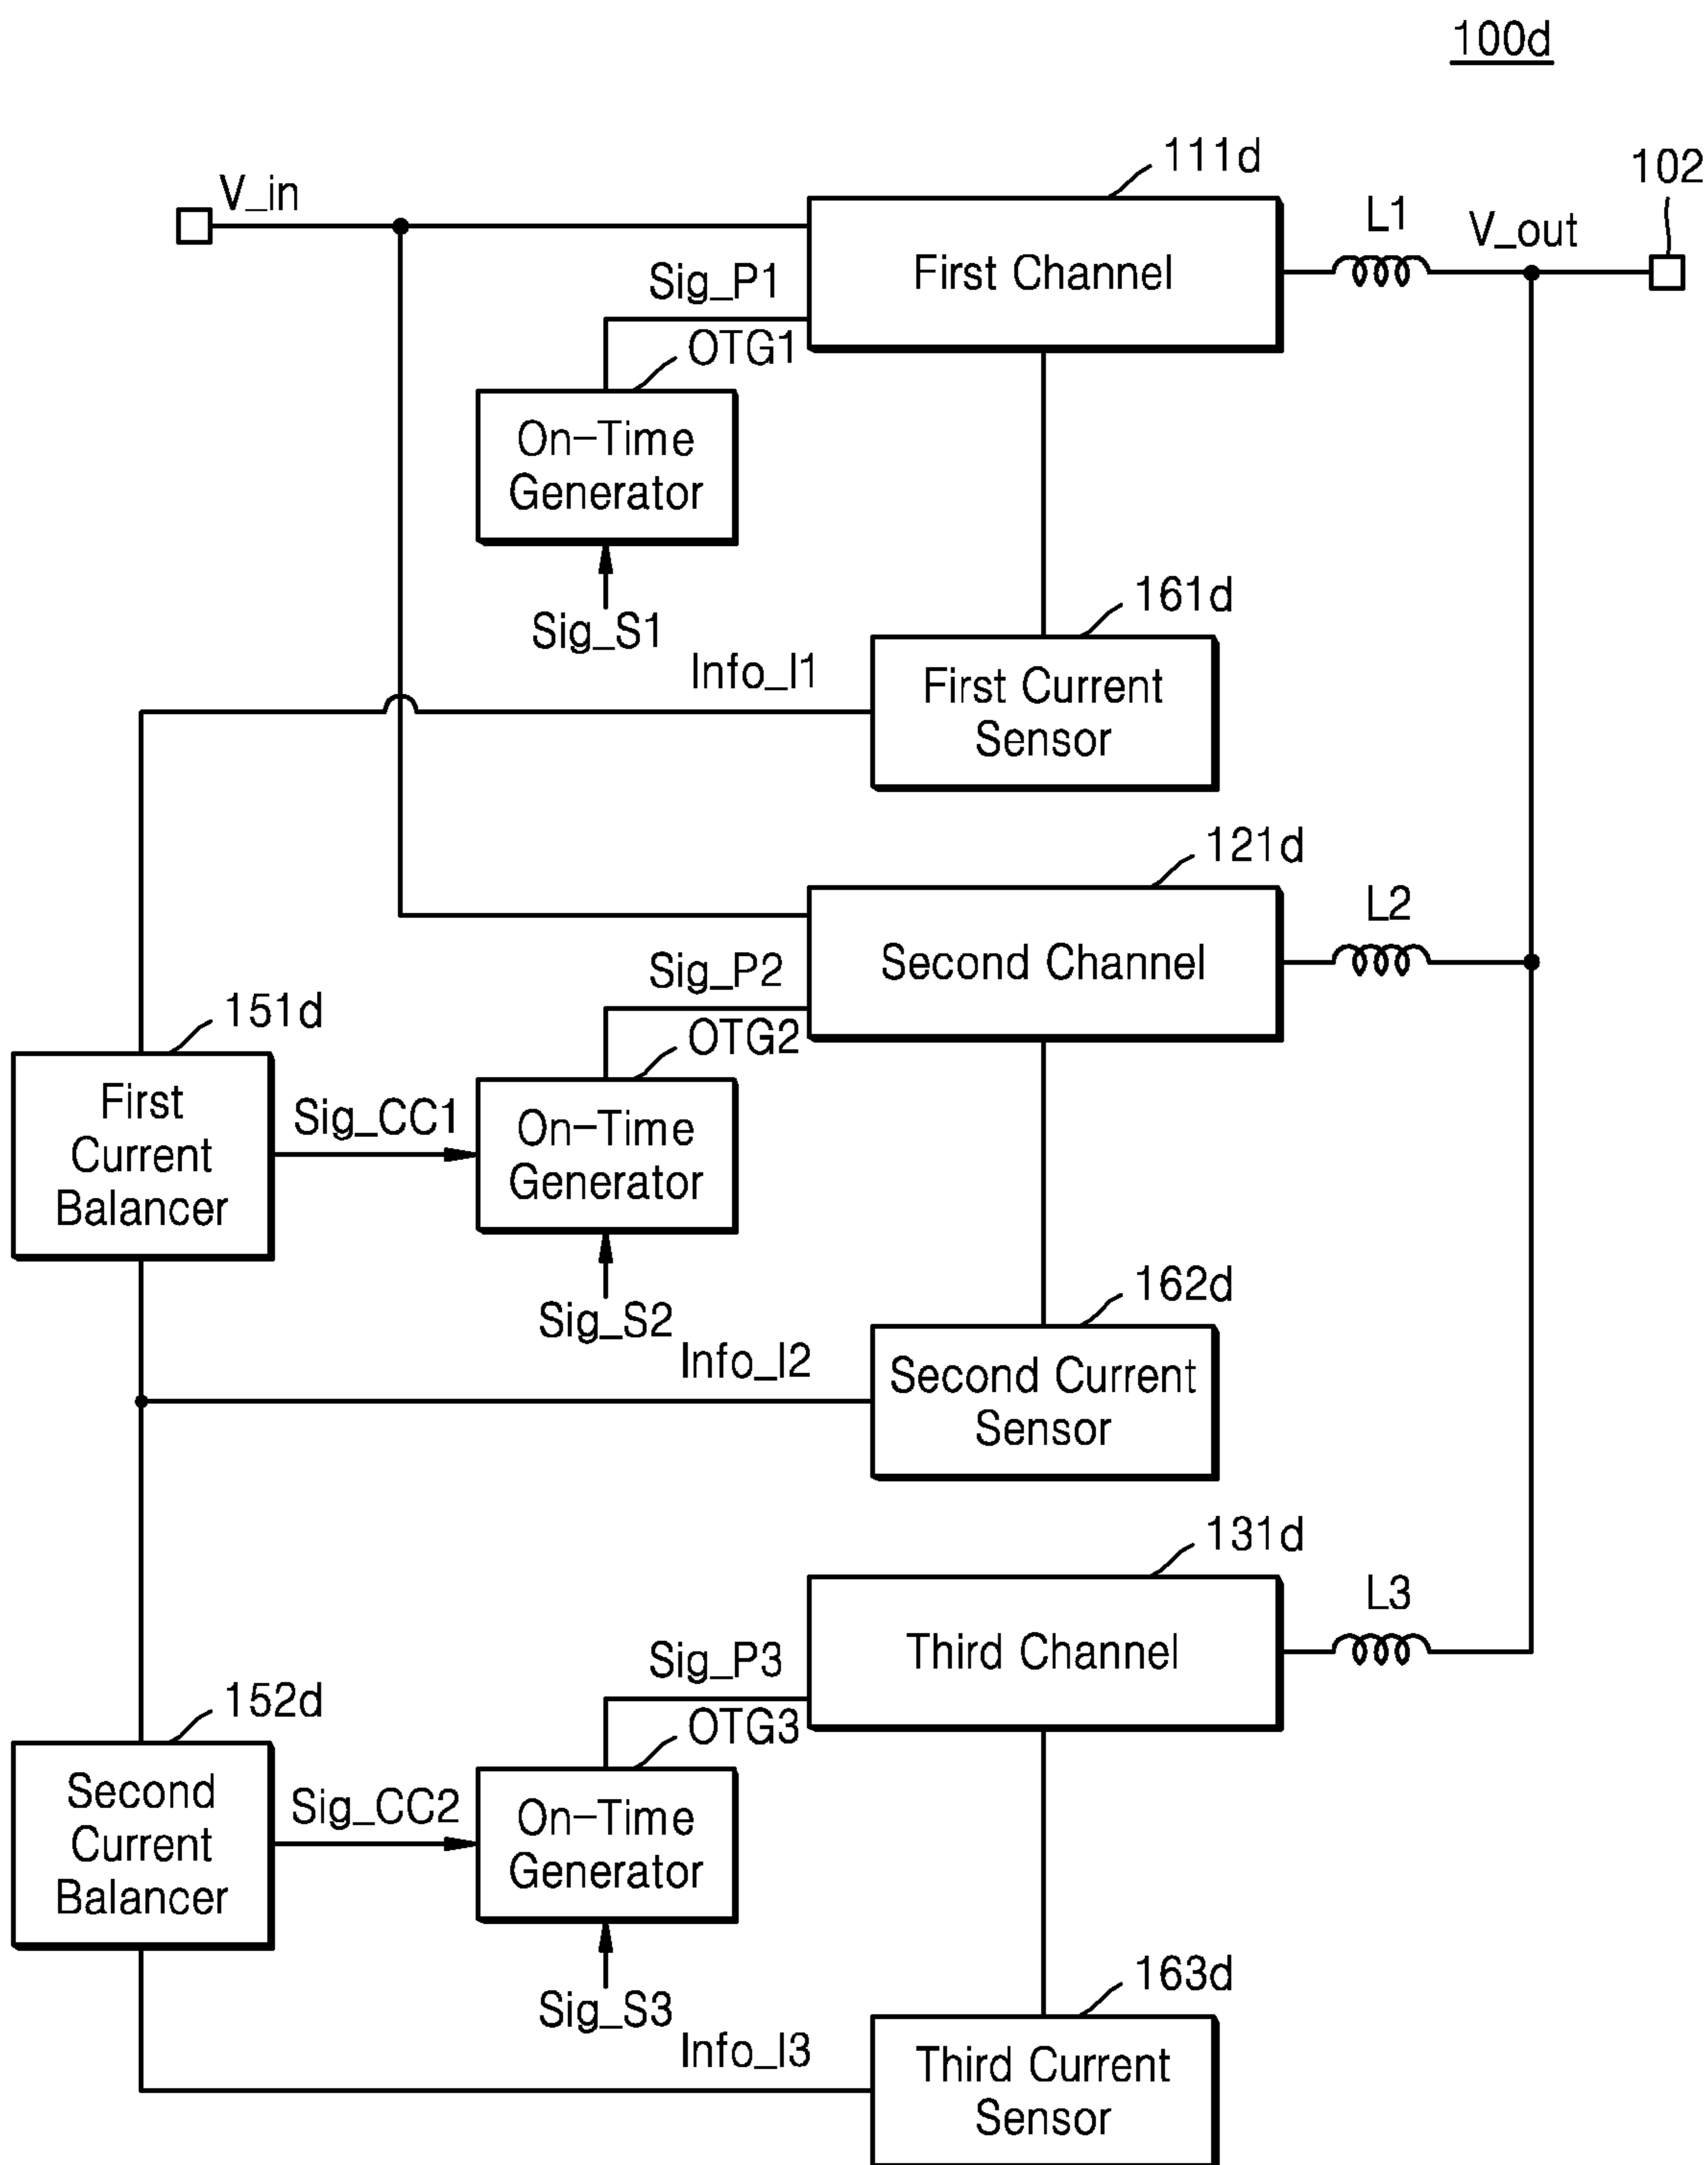 100d
111d
102
V_in
L1
V_out
First Channel
Sig_P1
OTG1
On-Time
Generator
Sig_S1
161d
Info_I1
First Current
Sensor
121d
L2
Second Channel
Sig_P2
151d
OTG2
First
Current
Balancer
Sig_CC1
On-Time
Generator
Sig_S2
162d
Info_I2
Second Current
Sensor
131d
L3
Third Channel
Sig_P3
152d
OTG3
Second
Current
Balancer
Sig_CC2
On-Time
Generator
Sig_S3
163d
Info_I3
Third Current
Sensor